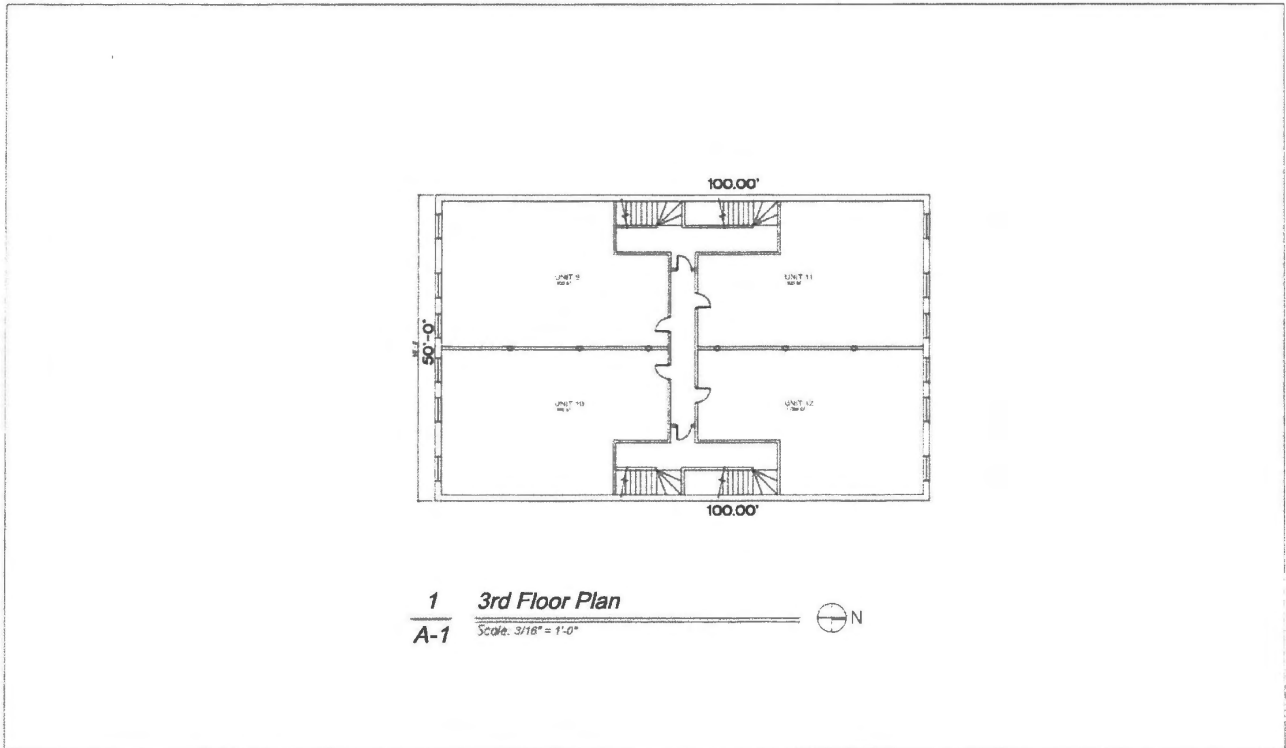 100.00'
UNIT 9
UNIT 11
50'-0"
UNIT 10
UNIT 12
100.00'
1
3rd Floor Plan
A-1
Scale: 3/16" = 1'-0"
N